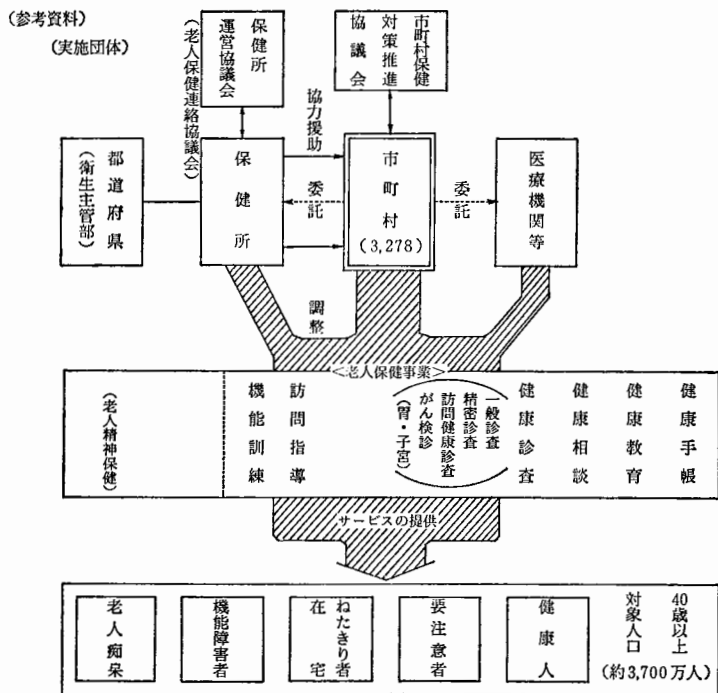 (参考資料)
(実施団体)
保健所
運営協議会
(老人保健連絡協議会)
市町村保健
対策推進
協議会
都道府県
(衛生主管部)
保健所
協力援助
委託
調整
市町村
(3,278)
委託
医療機関等
<老人保健事業>
健康手帳
健康教育
健康相談
健康診査
一般診査
精密診査
訪問健康診査
がん検診
(胃・子宮)
訪問指導
機能訓練
(老人精神保健)
サービスの提供
老人痴呆
機能障害者
ねたきり者
在宅
要注意者
健康人
40歳以上
対象人口
(約3,700万人)